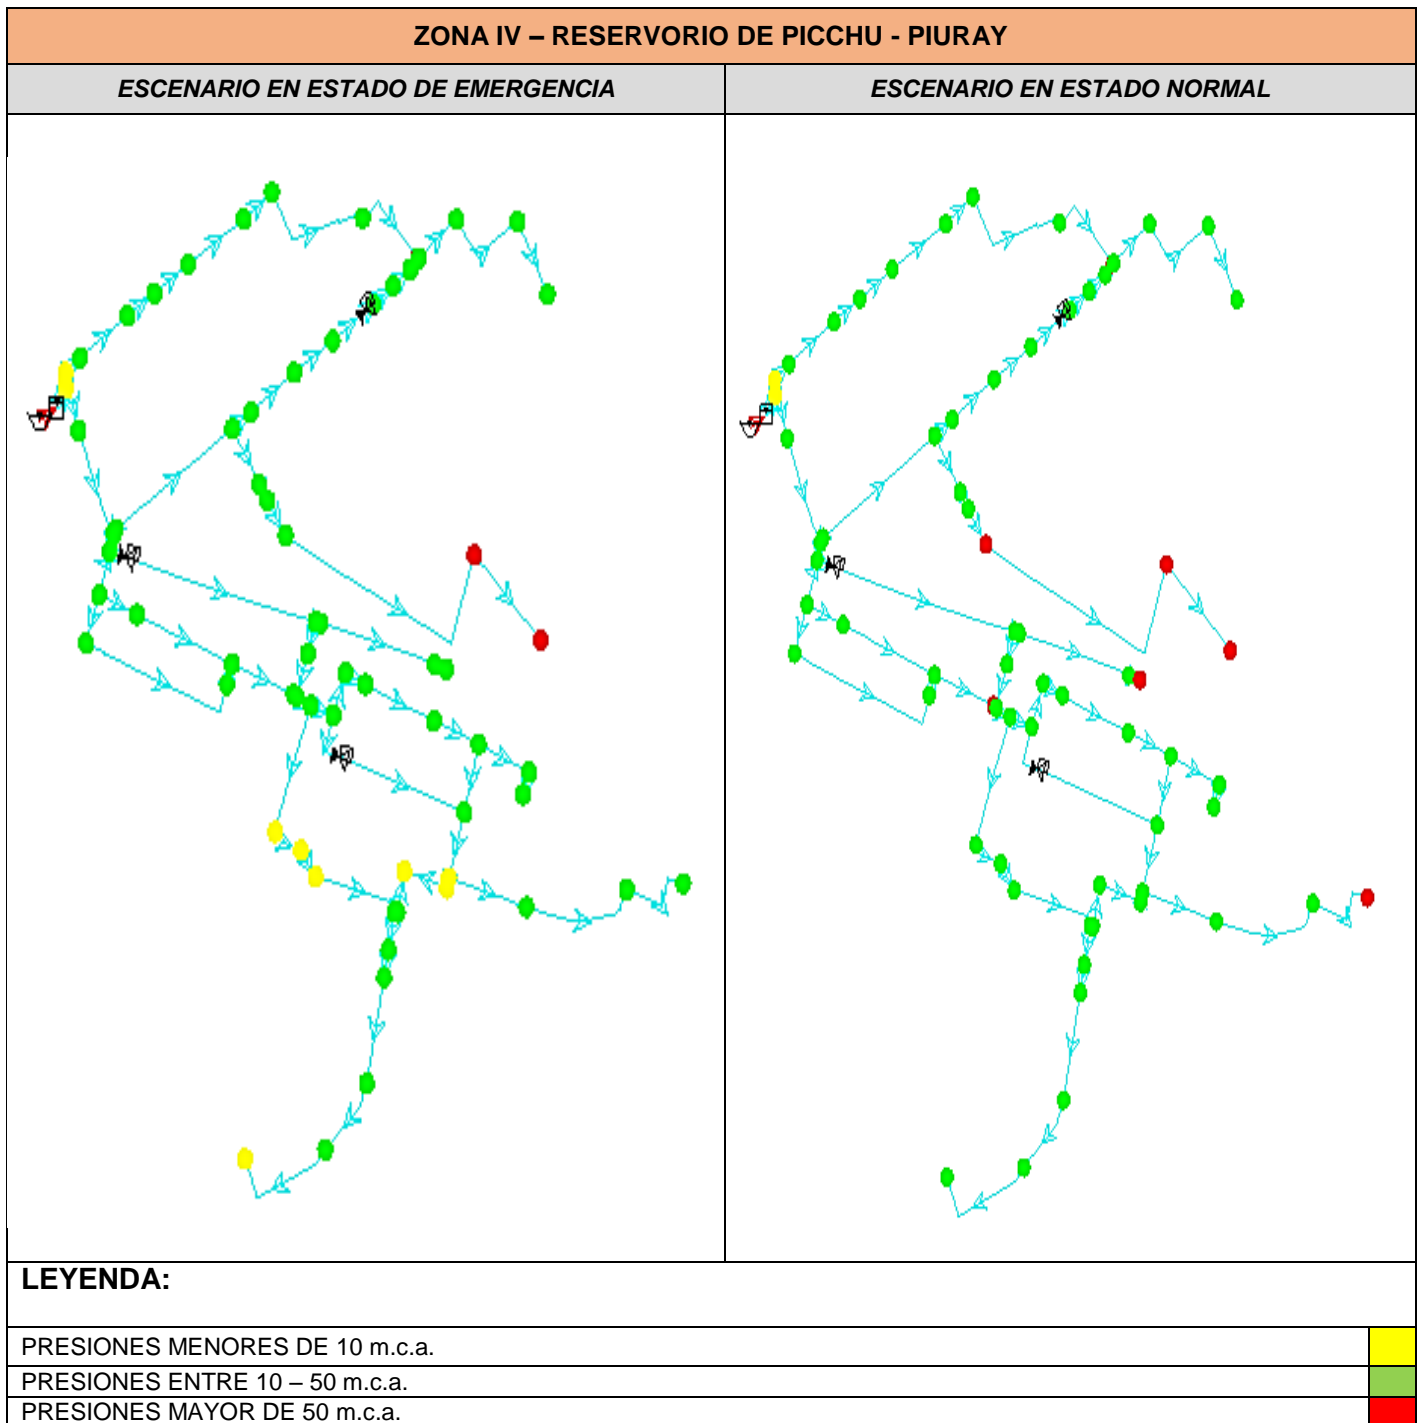 ZONA IV – RESERVORIO DE PICCHU - PIURAY
ESCENARIO EN ESTADO DE EMERGENCIA
ESCENARIO EN ESTADO NORMAL
LEYENDA:
PRESIONES MENORES DE 10 m.c.a.
PRESIONES ENTRE 10 – 50 m.c.a.
PRESIONES MAYOR DE 50 m.c.a.